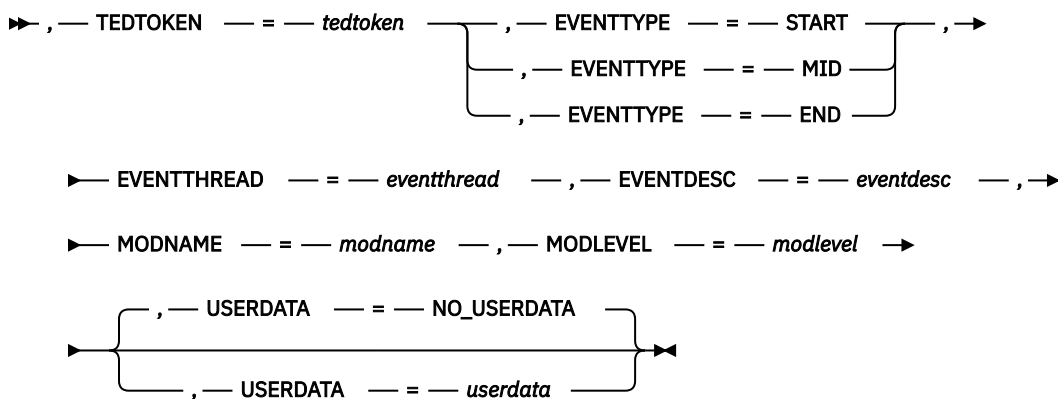 , TEDTOKEN = tedtoken , EVENTTYPE = START ,
, EVENTTYPE = MID
, EVENTTYPE = END
EVENTTHREAD = eventthread , EVENTDESC = eventdesc ,
MODNAME = modname , MODLEVEL = modlevel
, USERDATA = NO_USERDATA
, USERDATA = userdata